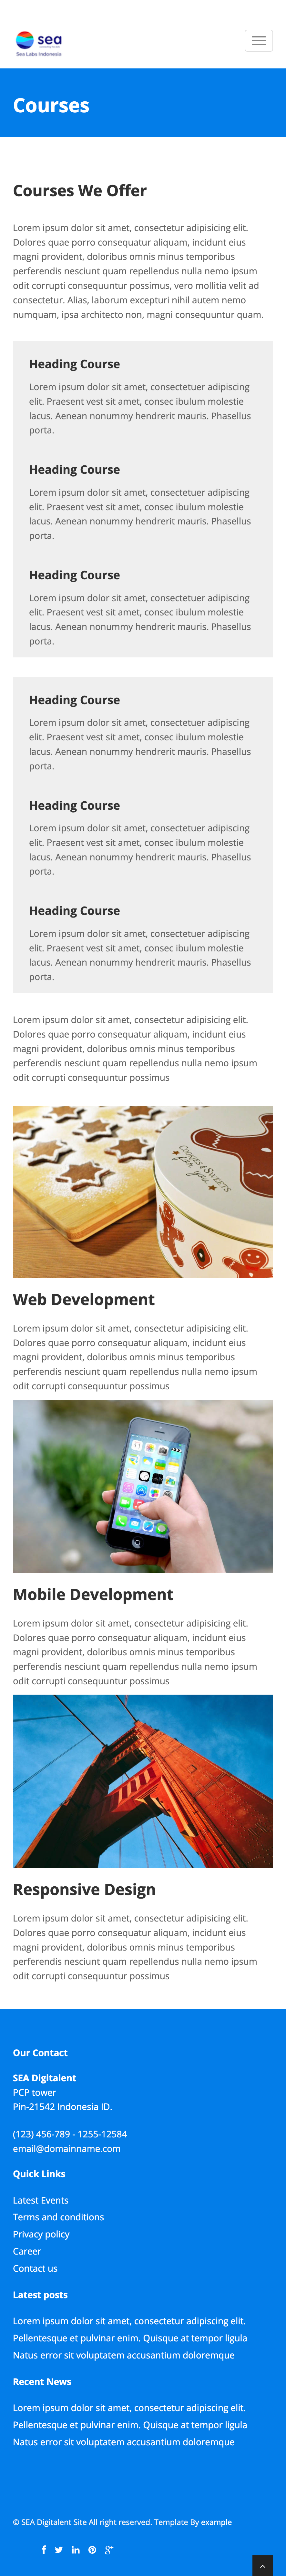 sea
Sea Labs Indonesia
Courses
Courses We Offer
Lorem ipsum dolor sit amet, consectetur adipisicing elit.
Dolores quae porro consequatur aliquam, incidunt eius
magni provident, doloribus omnis minus temporibus
perferendis nesciunt quam repellendus nulla nemo ipsum
odit corrupti consequuntur possimus, vero mollitia velit ad
consectetur. Alias, laborum excepturi nihil autem nemo
numquam, ipsa architecto non, magni consequuntur quam.
Heading Course
Lorem ipsum dolor sit amet, consectetuer adipiscing
elit. Praesent vest sit amet, consec ibulum molestie
lacus. Aenean nonummy hendrerit mauris. Phasellus
porta.
Heading Course
Lorem ipsum dolor sit amet, consectetuer adipiscing
elit. Praesent vest sit amet, consec ibulum molestie
lacus. Aenean nonummy hendrerit mauris. Phasellus
porta.
Heading Course
Lorem ipsum dolor sit amet, consectetuer adipiscing
elit. Praesent vest sit amet, consec ibulum molestie
lacus. Aenean nonummy hendrerit mauris. Phasellus
porta.
Heading Course
Lorem ipsum dolor sit amet, consectetuer adipiscing
elit. Praesent vest sit amet, consec ibulum molestie
lacus. Aenean nonummy hendrerit mauris. Phasellus
porta.
Heading Course
Lorem ipsum dolor sit amet, consectetuer adipiscing
elit. Praesent vest sit amet, consec ibulum molestie
lacus. Aenean nonummy hendrerit mauris. Phasellus
porta.
Heading Course
Lorem ipsum dolor sit amet, consectetuer adipiscing
elit. Praesent vest sit amet, consec ibulum molestie
lacus. Aenean nonummy hendrerit mauris. Phasellus
porta.
Lorem ipsum dolor sit amet, consectetur adipisicing elit.
Dolores quae porro consequatur aliquam, incidunt eius
magni provident, doloribus omnis minus temporibus
perferendis nesciunt quam repellendus nulla nemo ipsum
odit corrupti consequuntur possimus
Web Development
Lorem ipsum dolor sit amet, consectetur adipisicing elit.
Dolores quae porro consequatur aliquam, incidunt eius
magni provident, doloribus omnis minus temporibus
perferendis nesciunt quam repellendus nulla nemo ipsum
odit corrupti consequuntur possimus
Mobile Development
Lorem ipsum dolor sit amet, consectetur adipisicing elit.
Dolores quae porro consequatur aliquam, incidunt eius
magni provident, doloribus omnis minus temporibus
perferendis nesciunt quam repellendus nulla nemo ipsum
odit corrupti consequuntur possimus
Responsive Design
Lorem ipsum dolor sit amet, consectetur adipisicing elit.
Dolores quae porro consequatur aliquam, incidunt eius
magni provident, doloribus omnis minus temporibus
perferendis nesciunt quam repellendus nulla nemo ipsum
odit corrupti consequuntur possimus
Our Contact
SEA Digitalent
PCP tower
Pin-21542 Indonesia ID.
(123) 456-789 - 1255-12584
email@domainname.com
Quick Links
Latest Events
Terms and conditions
Privacy policy
Career
Contact us
Latest posts
Lorem ipsum dolor sit amet, consectetur adipiscing elit.
Pellentesque et pulvinar enim. Quisque at tempor ligula
Natus error sit voluptatem accusantium doloremque
Recent News
Lorem ipsum dolor sit amet, consectetur adipiscing elit.
Pellentesque et pulvinar enim. Quisque at tempor ligula
Natus error sit voluptatem accusantium doloremque
© SEA Digitalent Site All right reserved. Template By example